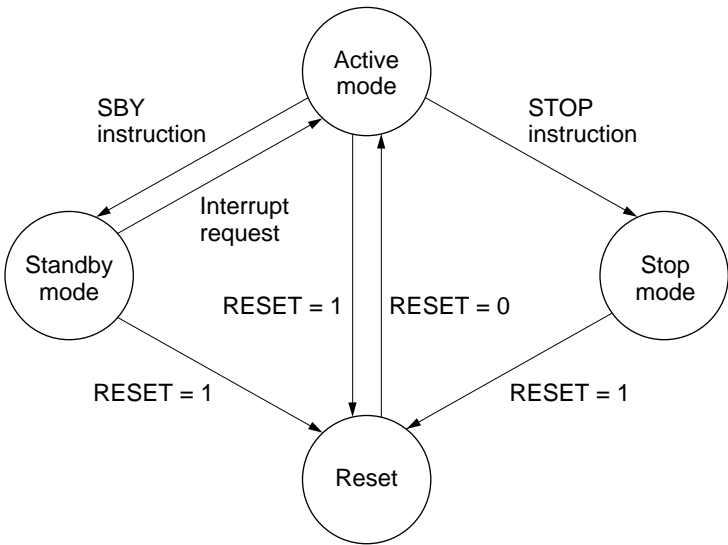 Active
mode
SBY
instruction
STOP
instruction
Interrupt
request
Standby
mode
Stop
mode
RESET = 1
RESET = 0
RESET = 1
RESET = 1
Reset